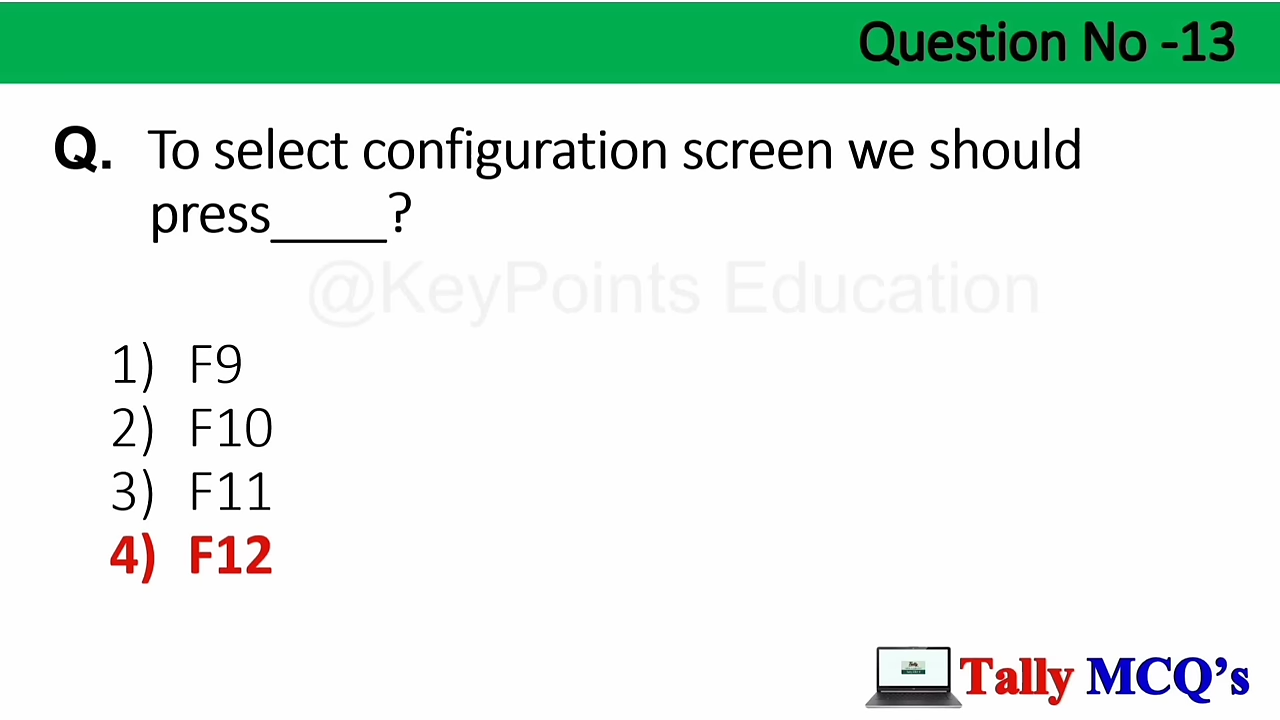 Question No -13
Q. To select configuration screen we should
press____?
@KeyPoints Education
1) F9
2) F10
3) F11
4) F12
Tally MCQ’s